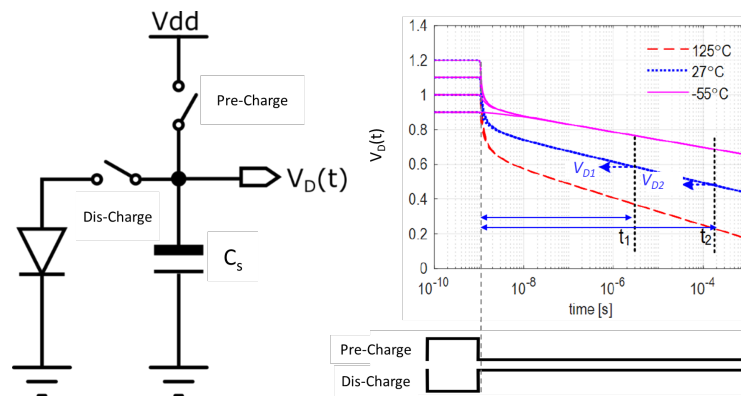 Vdd
Pre-Charge
V_D(t)
Dis-Charge
C_s
V_D(t)
1.4
1.2
1
0.8
0.6
0.4
0.2
0
125°C
27°C
-55°C
V_D1
V_D2
t_1
t_2
10^-10
10^-8
10^-6
10^-4
time [s]
Pre-Charge
Dis-Charge